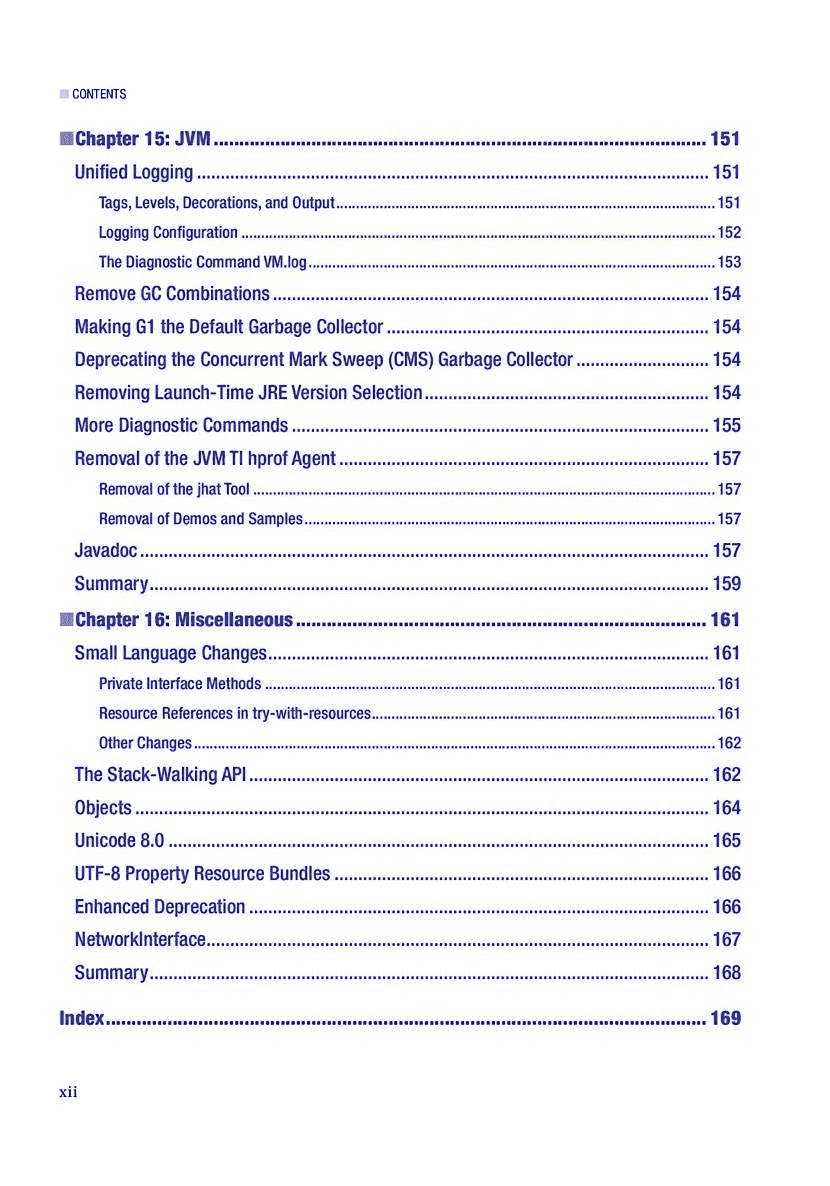 CONTENTS
Chapter 15: JVM ........ 151
Unified Logging ........ 151
Tags, Levels, Decorations, and Output ........ 151
Logging Configuration ........ 152
The Diagnostic Command VM.log ........ 153
Remove GC Combinations ........ 154
Making G1 the Default Garbage Collector ........ 154
Deprecating the Concurrent Mark Sweep (CMS) Garbage Collector ........ 154
Removing Launch-Time JRE Version Selection ........ 154
More Diagnostic Commands ........ 155
Removal of the JVM TI hprof Agent ........ 157
Removal of the jhat Tool ........ 157
Removal of Demos and Samples ........ 157
Javadoc ........ 157
Summary ........ 159
Chapter 16: Miscellaneous ........ 161
Small Language Changes ........ 161
Private Interface Methods ........ 161
Resource References in try-with-resources ........ 161
Other Changes ........ 162
The Stack-Walking API ........ 162
Objects ........ 164
Unicode 8.0 ........ 165
UTF-8 Property Resource Bundles ........ 166
Enhanced Deprecation ........ 166
NetworkInterface ........ 167
Summary ........ 168
Index ........ 169
xii